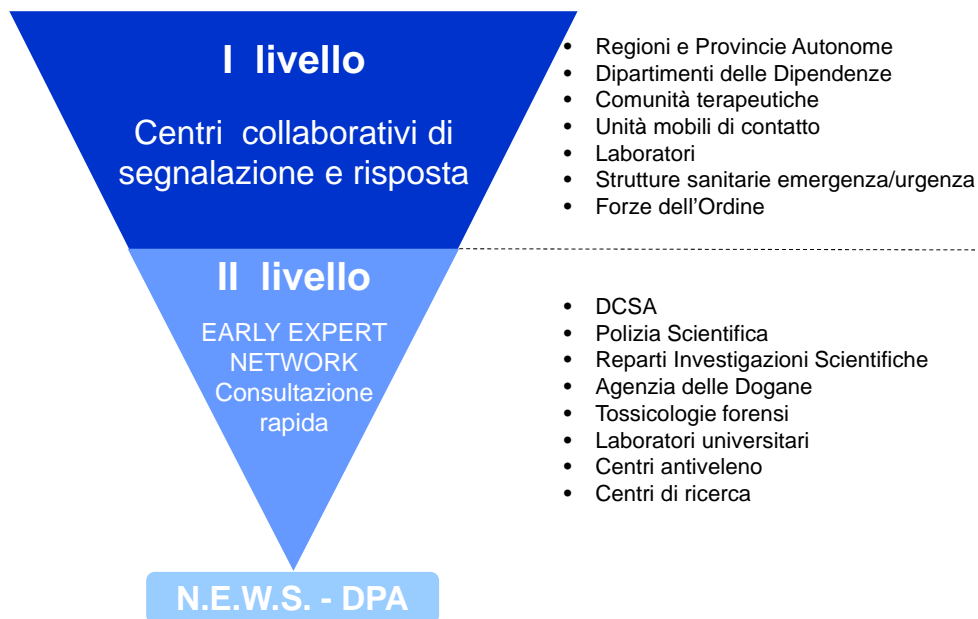 I livello
Centri collaborativi di
segnalazione e risposta
• Regioni e Provincie Autonome
• Dipartimenti delle Dipendenze
• Comunità terapeutiche
• Unità mobili di contatto
• Laboratori
• Strutture sanitarie emergenza/urgenza
• Forze dell'Ordine
II livello
EARLY EXPERT
NETWORK
Consultazione
rapida
• DCSA
• Polizia Scientifica
• Reparti Investigazioni Scientifiche
• Agenzia delle Dogane
• Tossicologie forensi
• Laboratori universitari
• Centri antiveleno
• Centri di ricerca
N.E.W.S. - DPA